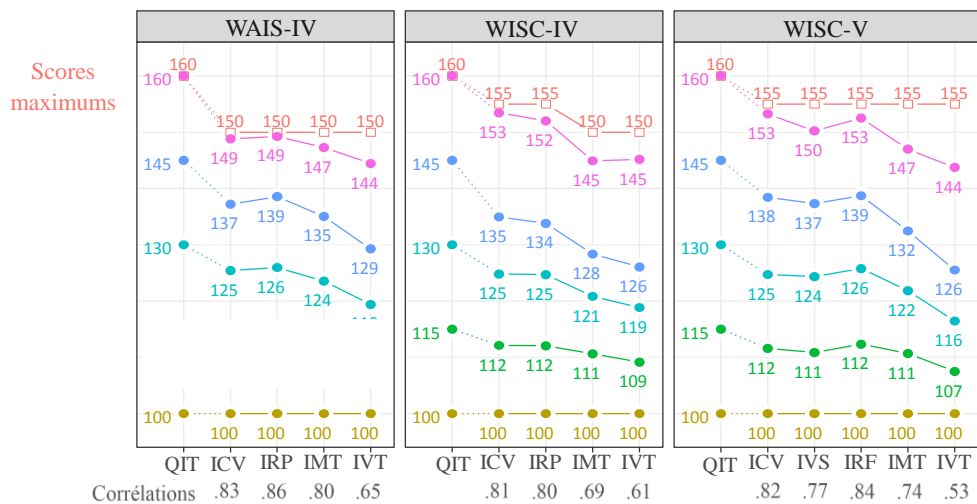 WAIS-IV WISC-IV WISC-V
Scores
maximums
160 160 160
160
150 150 150 150
155 155
150 150
155 155 155 155
149 149 147 144
153 152 145 145
153 150 153 147 144
145 145 145
137 139 135 129
135 134 128 126
138 137 139 132 126
130 130 130
125 126 124
125 125 121 119
125 124 126 122 116
115 115
112 112 111 109
112 111 112 111 107
100 100 100
100 100 100 100
100 100 100 100
100 100 100 100
QIT ICV IRP IMT IVT QIT ICV IRP IMT IVT QIT ICV IVS IRF IMT IVT
Corrélations .83 .86 .80 .65 .81 .80 .69 .61 .82 .77 .84 .74 .53